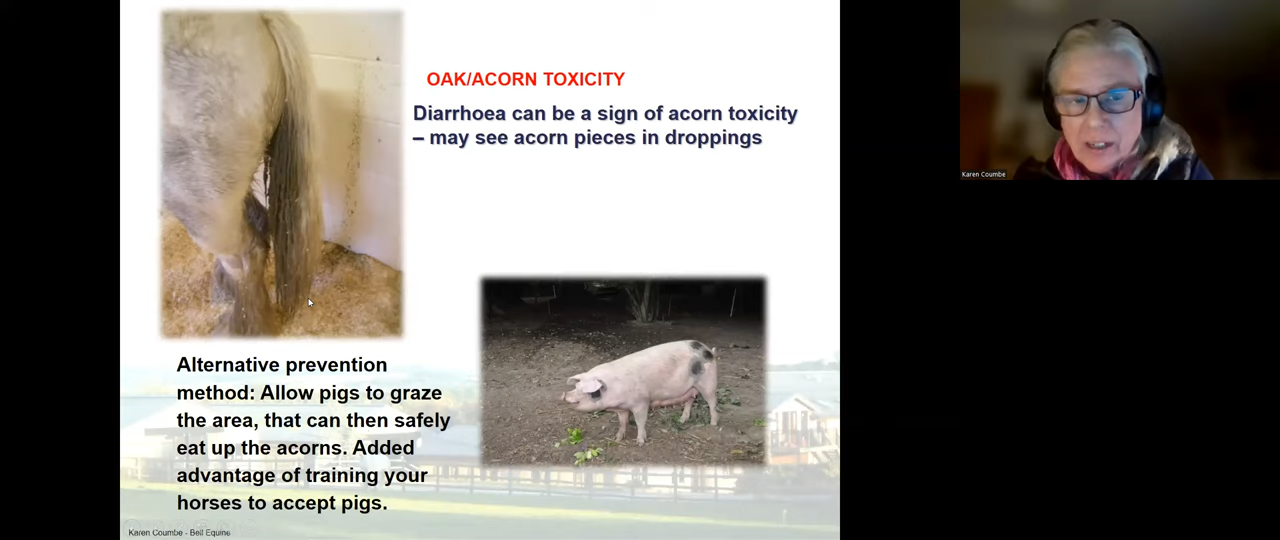 OAK/ACORN TOXICITY
Diarrhoea can be a sign of acorn toxicity
– may see acorn pieces in droppings
Alternative prevention
method: Allow pigs to graze
the area, that can then safely
eat up the acorns. Added
advantage of training your
horses to accept pigs.
Karen Coumbe - Bell Equine
Karen Coumbe